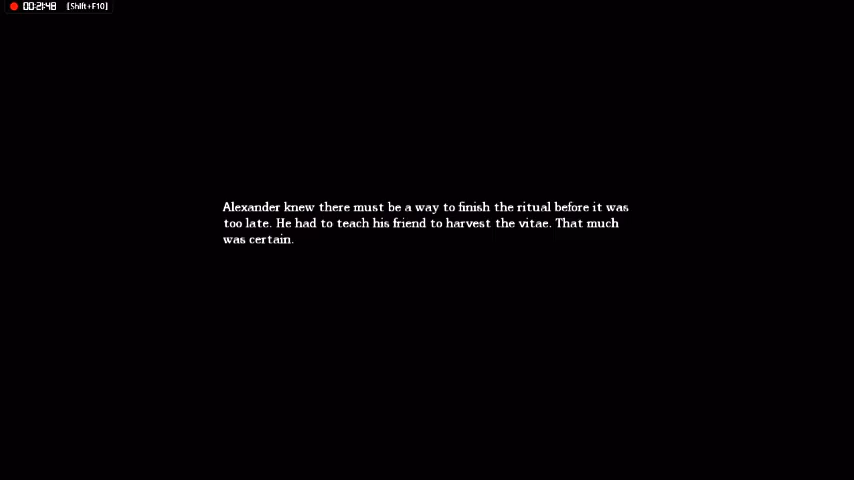 00:21:48 [Shift+F10]
Alexander knew there must be a way to finish the ritual before it was
too late. He had to teach his friend to harvest the vitae. That much
was certain.